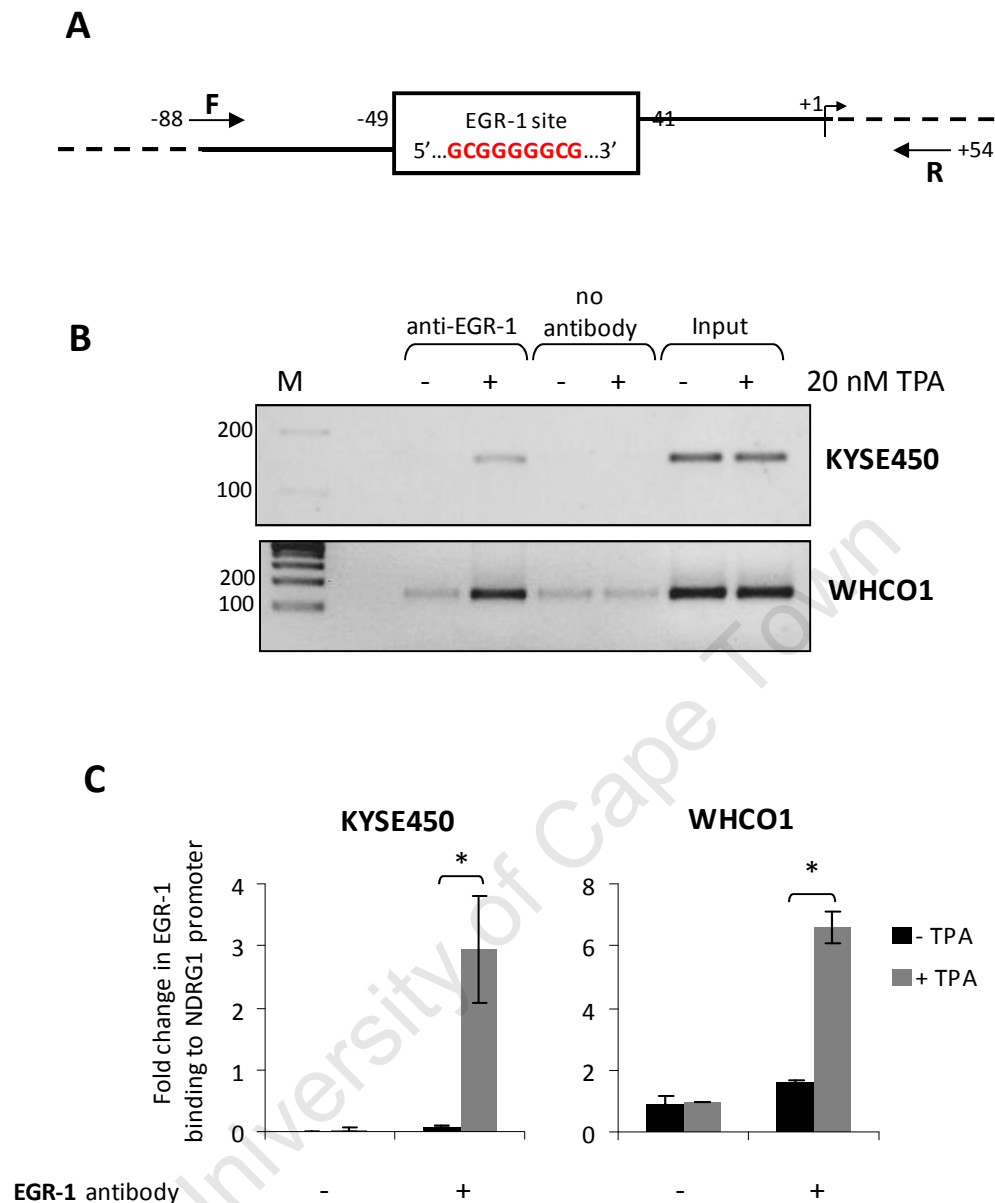 A
-88 F -49 -41 +1
EGR-1 site
5’...GCGGGGGCG...3’
+54
R
B
anti-EGR-1 no antibody Input
M - + - + - + 20 nM TPA
200
100
KYSE450
200
100
WHCO1
C
KYSE450
Fold change in EGR-1
binding to NDRG1 promoter
4
3
2
1
0
*
WHCO1
8
6
4
2
0
*
- TPA
+ TPA
EGR-1 antibody - + - +
University of Cape Town